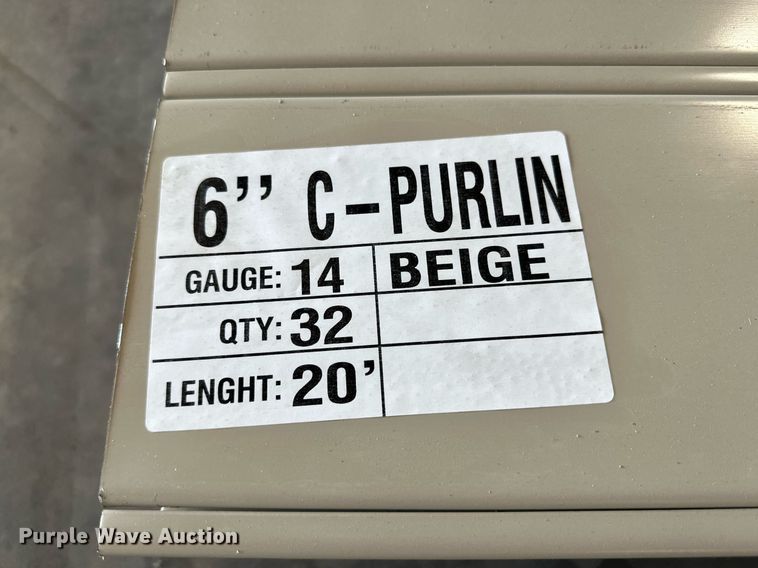 6’’ C-PURLIN
GAUGE: 14 BEIGE
QTY: 32
LENGHT: 20'
Purple Wave Auction